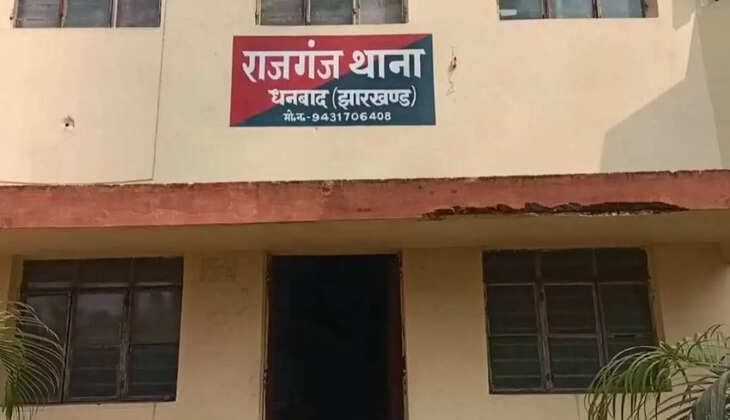 राजगंज थाना
धनबाद (झारखण्ड)
मो.न.-9431706408